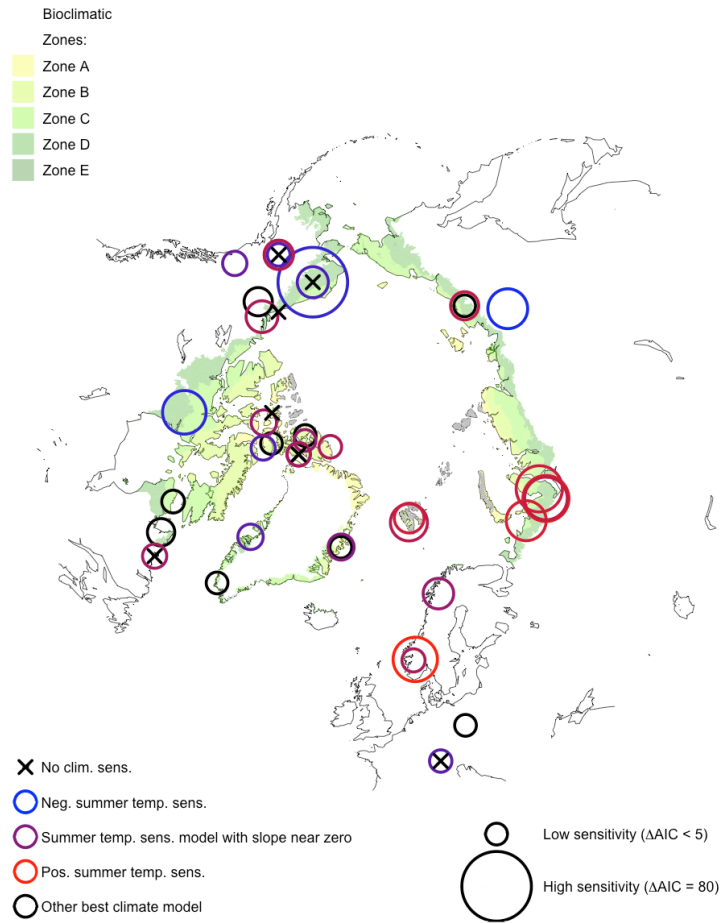 Bioclimatic
Zones:
Zone A
Zone B
Zone C
Zone D
Zone E
No clim. sens.
Neg. summer temp. sens.
Summer temp. sens. model with slope near zero
Pos. summer temp. sens.
Other best climate model
Low sensitivity (ΔAIC < 5)
High sensitivity (ΔAIC = 80)